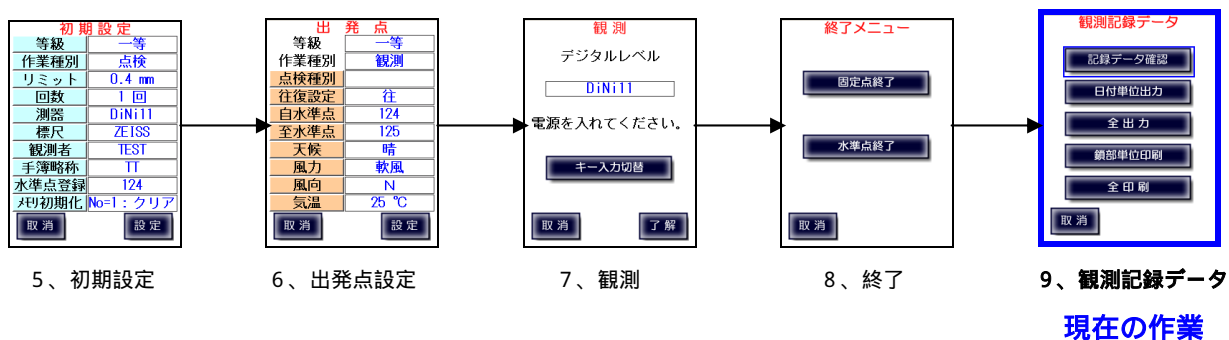 初期設定
等級 一等
作業種別 点検
リミット 0.4 mm
回数 1 回
測器 DiNi11
標尺 ZEISS
観測者 TEST
手簿略称 TT
水準点登録 124
ﾒﾓﾘ初期化 No=1:クリア
取消 設定
5、初期設定
出発点
等級 一等
作業種別 観測
点検種別
往復設定 往
自水準点 124
至水準点 125
天候 晴
風力 軟風
風向 N
気温 25 ℃
取消 設定
6、出発点設定
観測
デジタルレベル
DiNi11
電源を入れてください。
キー入力切替
取消 了解
7、観測
終了メニュー
固定点終了
水準点終了
取消
8、終了
観測記録データ
記録データ確認
日付単位出力
全出力
鎖部単位印刷
全印刷
取消
9、観測記録データ
現在の作業